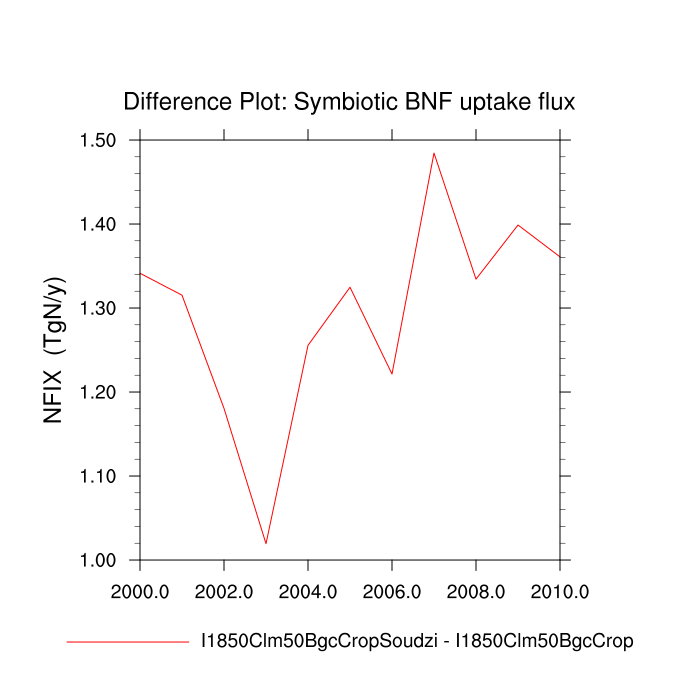 Difference Plot: Symbiotic BNF uptake flux
NFIX (TgN/y)
1.50
1.40
1.30
1.20
1.10
1.00
2000.0 2002.0 2004.0 2006.0 2008.0 2010.0
I1850Clm50BgcCropSoudzi - I1850Clm50BgcCrop